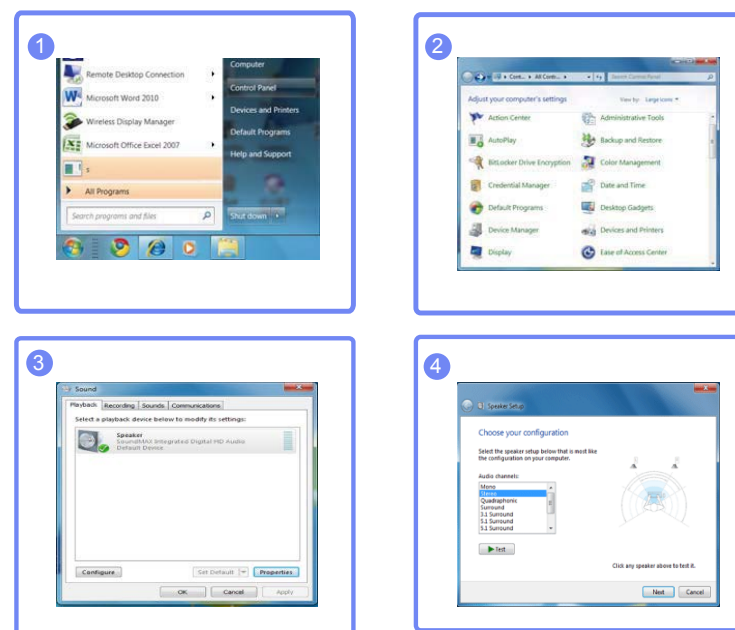 1
Remote Desktop Connection
Microsoft Word 2010
Wireless Display Manager
Microsoft Office Excel 2007
s
All Programs
Search programs and files
Computer
Control Panel
Devices and Printers
Default Programs
Help and Support
Shut down
2
Cont... All Contr...
Search Control Panel
Adjust your computer's settings
View by: Large icons
Action Center
Administrative Tools
AutoPlay
Backup and Restore
BitLocker Drive Encryption
Color Management
Credential Manager
Date and Time
Default Programs
Desktop Gadgets
Device Manager
Devices and Printers
Display
Ease of Access Center
3
Sound
Playback Recording Sounds Communications
Select a playback device below to modify its settings:
Speaker
SoundMAX Integrated Digital HD Audio
Default Device
Configure
Set Default
Properties
OK
Cancel
Apply
4
Speaker Setup
Choose your configuration
Select the speaker setup below that is most like
the configuration on your computer.
Audio channels:
Mono
Stereo
Quadraphonic
Surround
3.1 Surround
5.1 Surround
5.1 Surround
Test
Click any speaker above to test it.
Next
Cancel